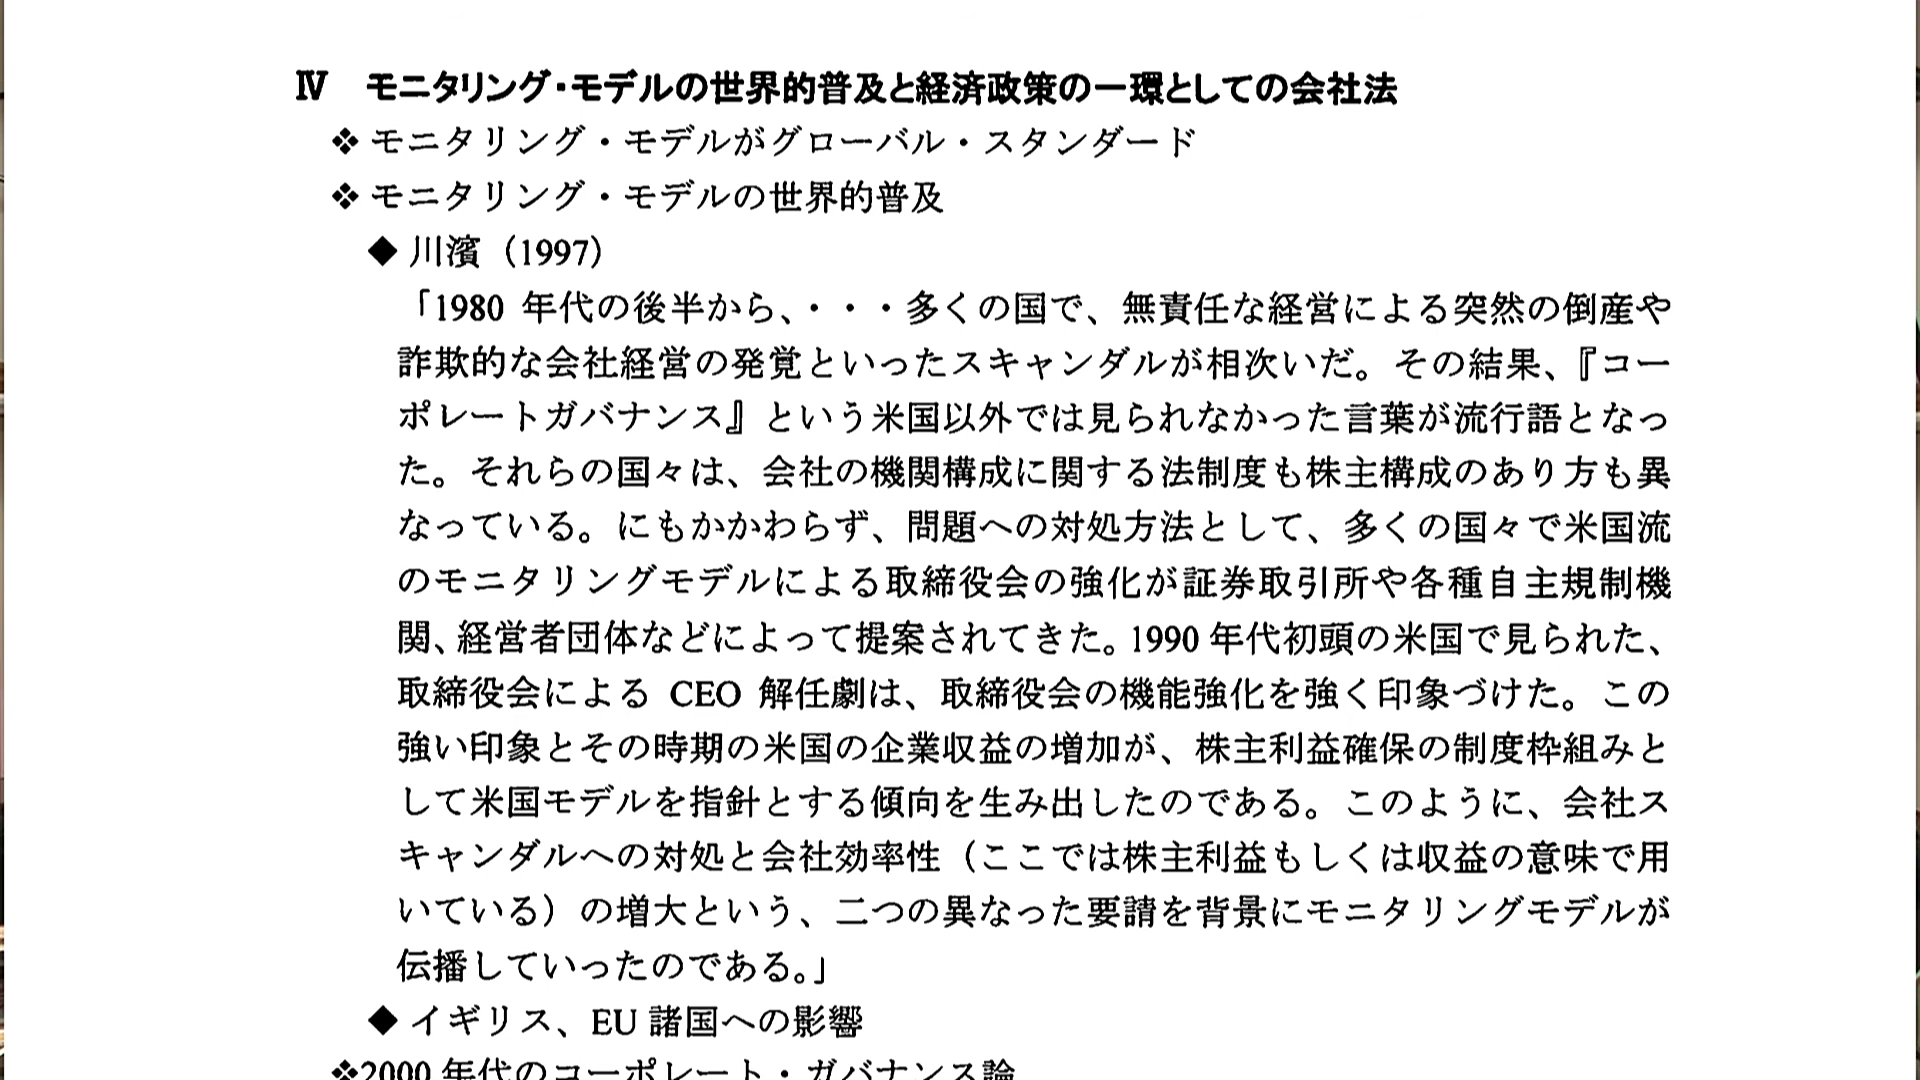 Ⅳ　モニタリング・モデルの世界的普及と経済政策の一環としての会社法
❖ モニタリング・モデルがグローバル・スタンダード
❖ モニタリング・モデルの世界的普及
◆ 川濱（1997）
「1980 年代の後半から、・・・多くの国で、無責任な経営による突然の倒産や
詐欺的な会社経営の発覚といったスキャンダルが相次いだ。その結果、『コー
ポレートガバナンス』という米国以外では見られなかった言葉が流行語となっ
た。それらの国々は、会社の機関構成に関する法制度も株主構成のあり方も異
なっている。にもかかわらず、問題への対処方法として、多くの国々で米国流
のモニタリングモデルによる取締役会の強化が証券取引所や各種自主規制機
関、経営者団体などによって提案されてきた。1990 年代初頭の米国で見られた、
取締役会による CEO 解任劇は、取締役会の機能強化を強く印象づけた。この
強い印象とその時期の米国の企業収益の増加が、株主利益確保の制度枠組みと
して米国モデルを指針とする傾向を生み出したのである。このように、会社ス
キャンダルへの対処と会社効率性（ここでは株主利益もしくは収益の意味で用
いている）の増大という、二つの異なった要請を背景にモニタリングモデルが
伝播していったのである。」
◆ イギリス、EU 諸国への影響
❖2000 年代のコーポレート・ガバナンス論